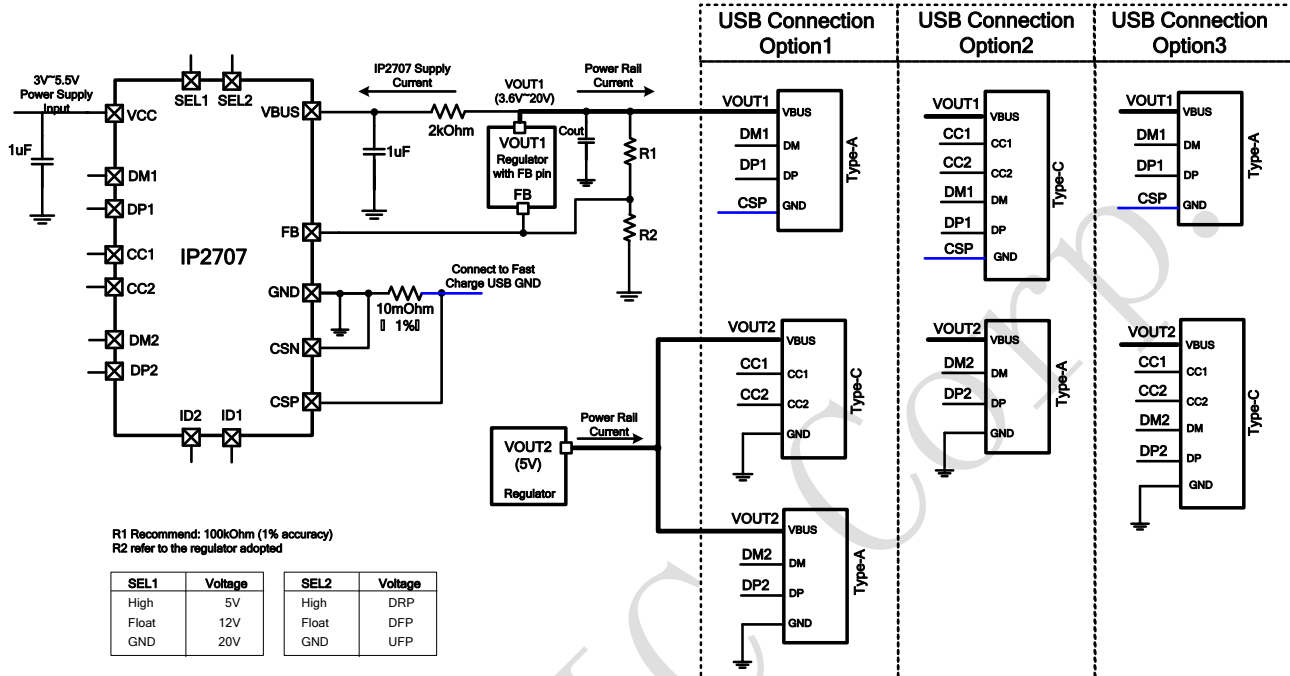 USB Connection
Option1
USB Connection
Option2
USB Connection
Option3
3V~5.5V
Power Supply
Input
1uF
VCC
SEL1
SEL2
VBUS
DM1
DP1
CC1
CC2
DM2
DP2
IP2707
FB
GND
CSN
CSP
ID2
ID1
IP2707 Supply
Current
2kOhm
1uF
VOUT1
(3.6V~20V)
VOUT1
Regulator
with FB pin
FB
Cout
Power Rail
Current
R1
R2
Connect to Fast
Charge USB GND
10mOhm
1%
VOUT2
(5V)
Regulator
Power Rail
Current
VOUT1
VBUS
DM1
DM
DP1
DP
CSP
GND
Type-A
VOUT2
VBUS
CC1
CC1
CC2
CC2
GND
Type-C
VOUT2
VBUS
DM2
DM
DP2
DP
GND
Type-A
VOUT1
VBUS
CC1
CC1
CC2
CC2
DM1
DM
DP1
DP
CSP
GND
Type-C
VOUT2
VBUS
DM2
DM
DP2
DP
GND
Type-A
VOUT1
VBUS
DM1
DM
DP1
DP
CSP
GND
Type-A
VOUT2
VBUS
CC1
CC1
CC2
CC2
DM2
DM
DP2
DP
GND
Type-C
R1 Recommend: 100kOhm (1% accuracy)
R2 refer to the regulator adopted
SEL1 Voltage
High 5V
Float 12V
GND 20V
SEL2 Voltage
High DRP
Float DFP
GND UFP
Corp.